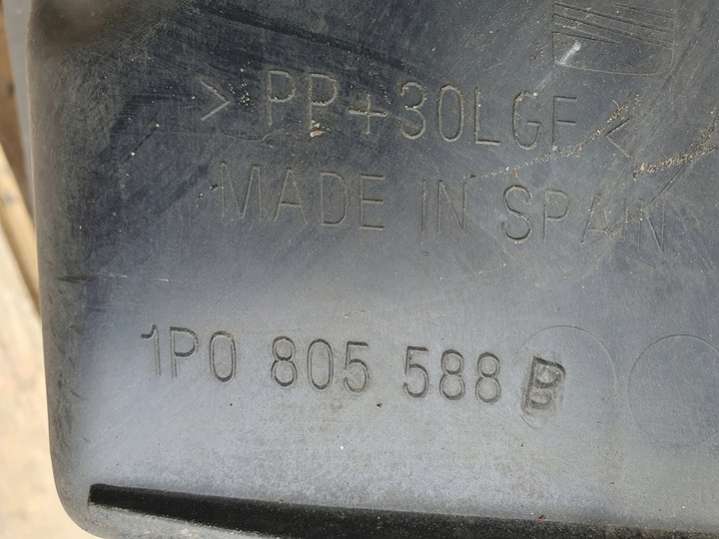 > PP+30LGF <
MADE IN SPAIN
1P0 805 588 B